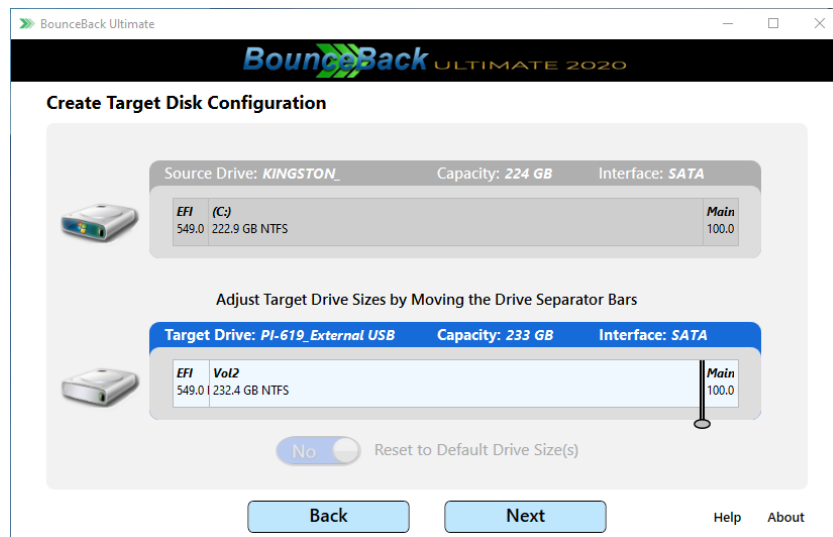 BounceBack Ultimate
BounceBack ULTIMATE 2020
Create Target Disk Configuration
Source Drive: KINGSTON_ Capacity: 224 GB Interface: SATA
EFI (C:) Main
549.0 222.9 GB NTFS 100.0
Adjust Target Drive Sizes by Moving the Drive Separator Bars
Target Drive: PI-619_External USB Capacity: 233 GB Interface: SATA
EFI Vol2 Main
549.0 232.4 GB NTFS 100.0
No Reset to Default Drive Size(s)
Back Next Help About